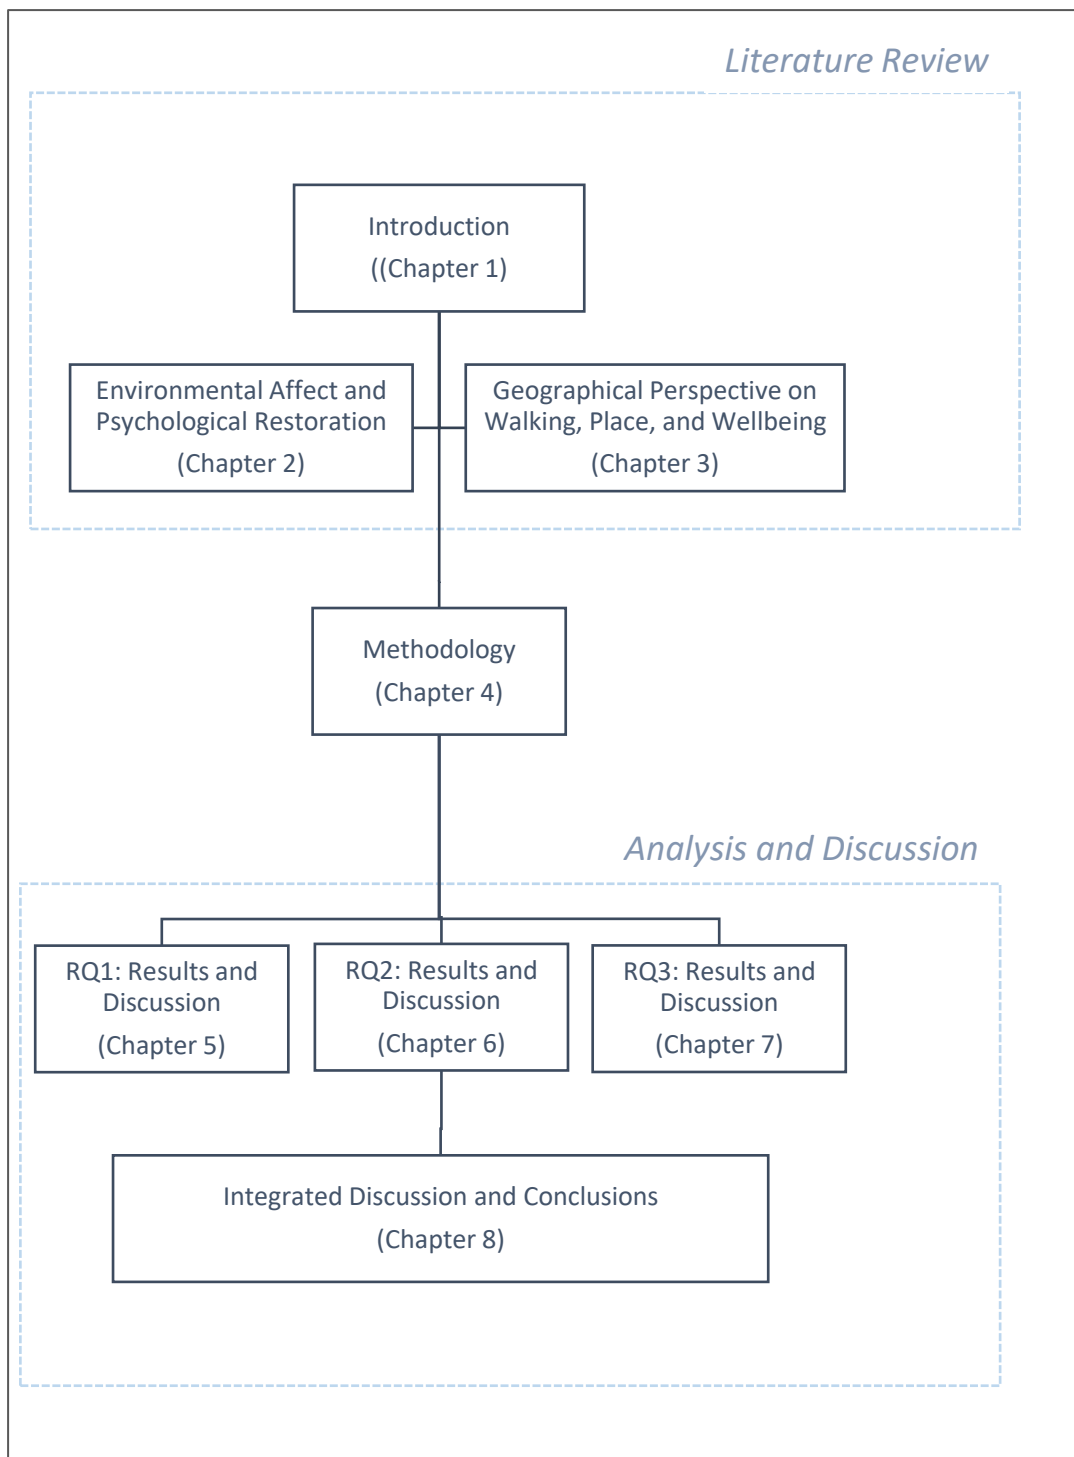 Literature Review
Introduction
((Chapter 1)
Environmental Affect and
Psychological Restoration
(Chapter 2)
Geographical Perspective on
Walking, Place, and Wellbeing
(Chapter 3)
Methodology
(Chapter 4)
Analysis and Discussion
RQ1: Results and
Discussion
(Chapter 5)
RQ2: Results and
Discussion
(Chapter 6)
RQ3: Results and
Discussion
(Chapter 7)
Integrated Discussion and Conclusions
(Chapter 8)